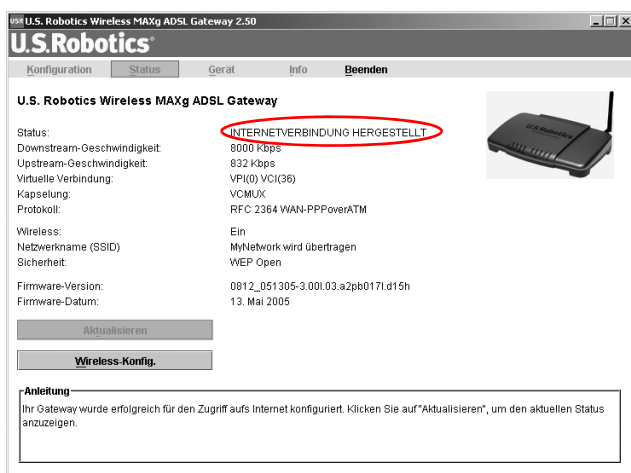 USR U.S. Robotics Wireless MAXg ADSL Gateway 2.50
U.S.Robotics®
Konfiguration Status Gerät Info Beenden
U.S. Robotics Wireless MAXg ADSL Gateway
Status: INTERNETVERBINDUNG HERGESTELLT
Downstream-Geschwindigkeit: 8000 Kbps
Upstream-Geschwindigkeit: 832 Kbps
Virtuelle Verbindung: VPI(0) VCI(36)
Kapselung: VCMUX
Protokoll: RFC 2364 WAN-PPPoverATM
Wireless: Ein
Netzwerkname (SSID) MyNetwork wird übertragen
Sicherheit: WEP Open
Firmware-Version: 0812_051305-3.00l.03.a2pb017l.d15h
Firmware-Datum: 13. Mai 2005
Aktualisieren
Wireless-Konfig.
Anleitung
Ihr Gateway wurde erfolgreich für den Zugriff aufs Internet konfiguriert. Klicken Sie auf "Aktualisieren", um den aktuellen Status
anzuzeigen.
U.S.Robotics